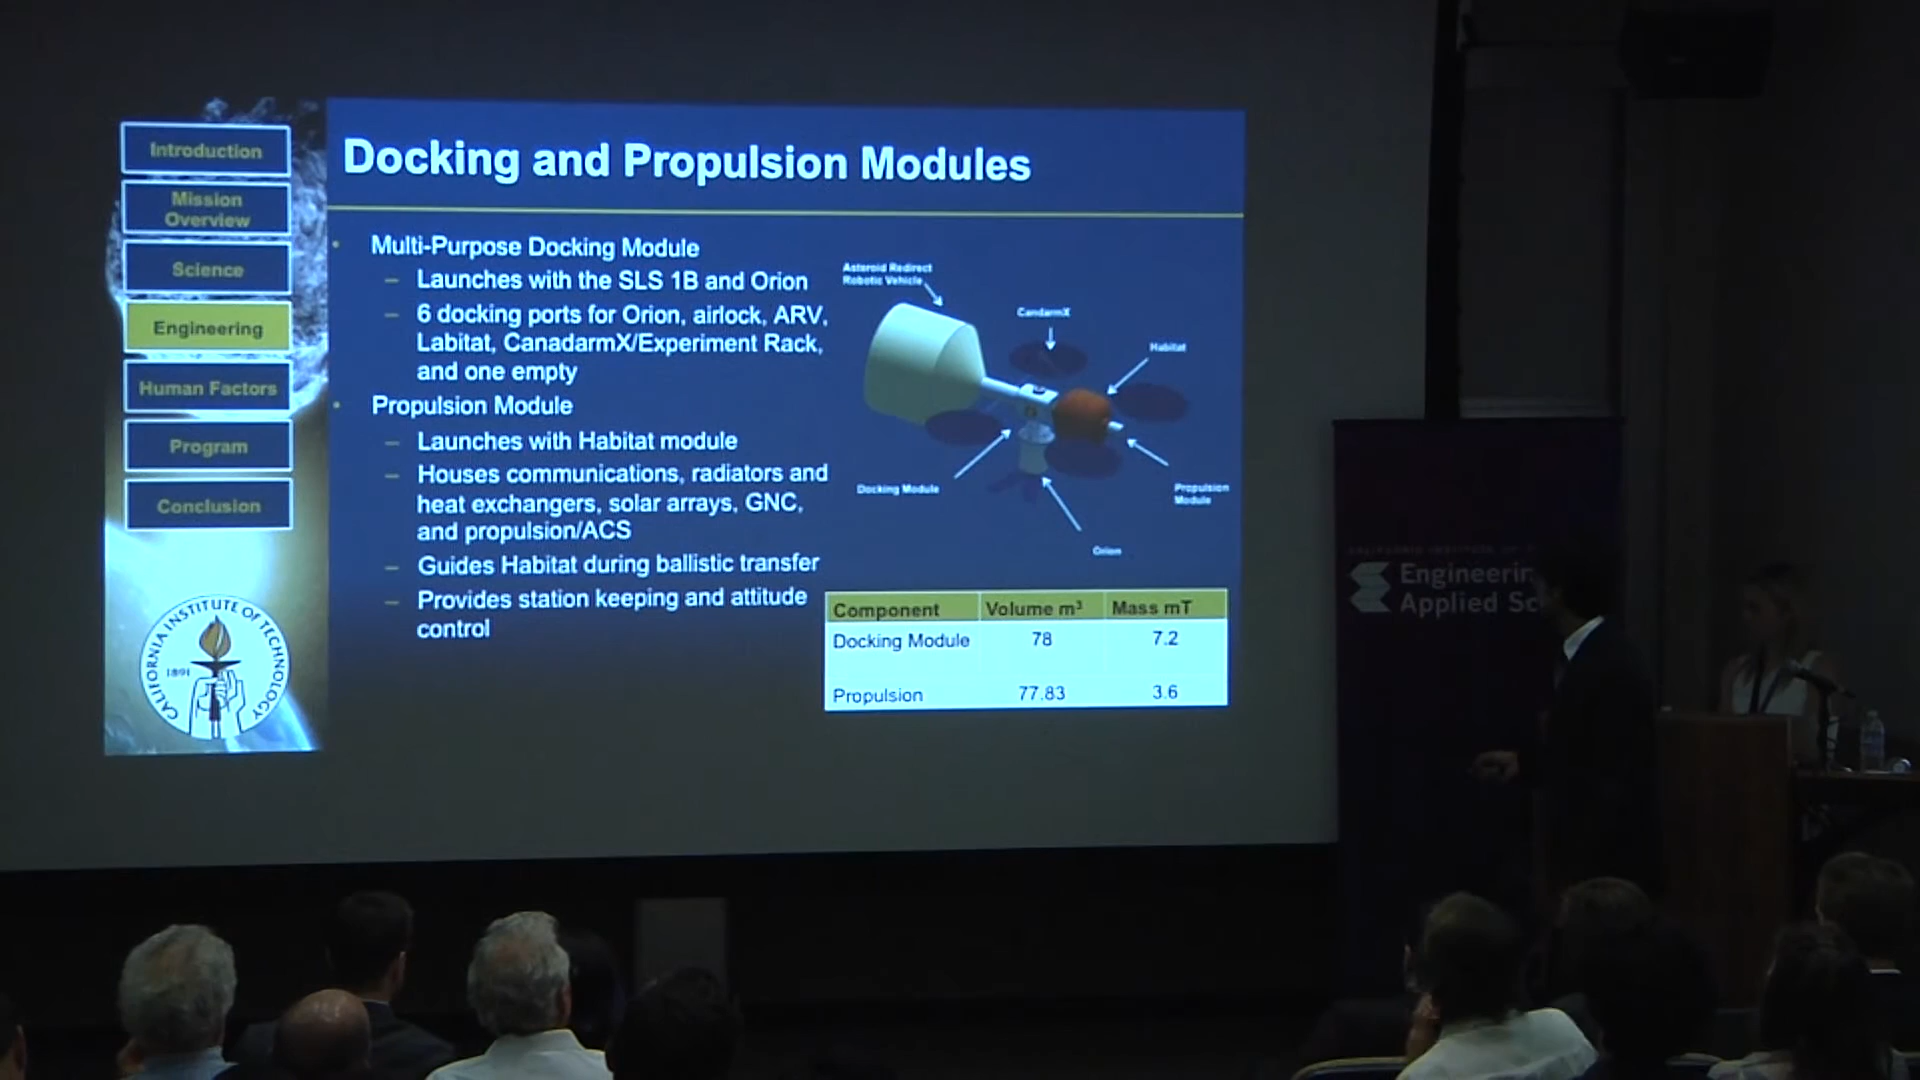 Introduction
Mission
Overview
Science
Engineering
Human Factors
Program
Conclusion
CALIFORNIA INSTITUTE OF TECHNOLOGY
1891
Docking and Propulsion Modules
• Multi-Purpose Docking Module
– Launches with the SLS 1B and Orion
– 6 docking ports for Orion, airlock, ARV,
Labitat, CanadarmX/Experiment Rack,
and one empty
• Propulsion Module
– Launches with Habitat module
– Houses communications, radiators and
heat exchangers, solar arrays, GNC,
and propulsion/ACS
– Guides Habitat during ballistic transfer
– Provides station keeping and attitude
control
Asteroid Redirect
Robotic Vehicle
CandarmX
Habitat
Docking Module
Propulsion
Module
Orion
Component Volume m³ Mass mT
Docking Module 78 7.2
Propulsion 77.83 3.6
CALIFORNIA INSTITUTE OF
Engineerin
Applied Sc